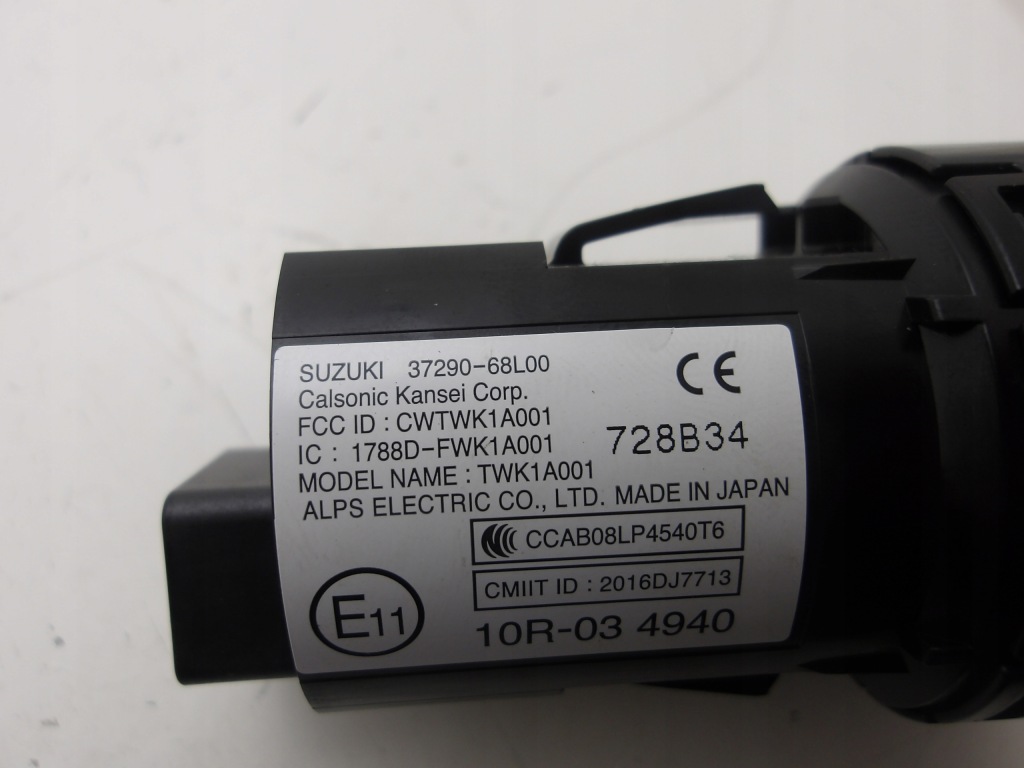 SUZUKI 37290-68L00
CE
Calsonic Kansei Corp.
FCC ID : CWTWK1A001
IC : 1788D-FWK1A001
728B34
MODEL NAME : TWK1A001
ALPS ELECTRIC CO., LTD. MADE IN JAPAN
CCAB08LP4540T6
CMIIT ID : 2016DJ7713
E11
10R-03 4940